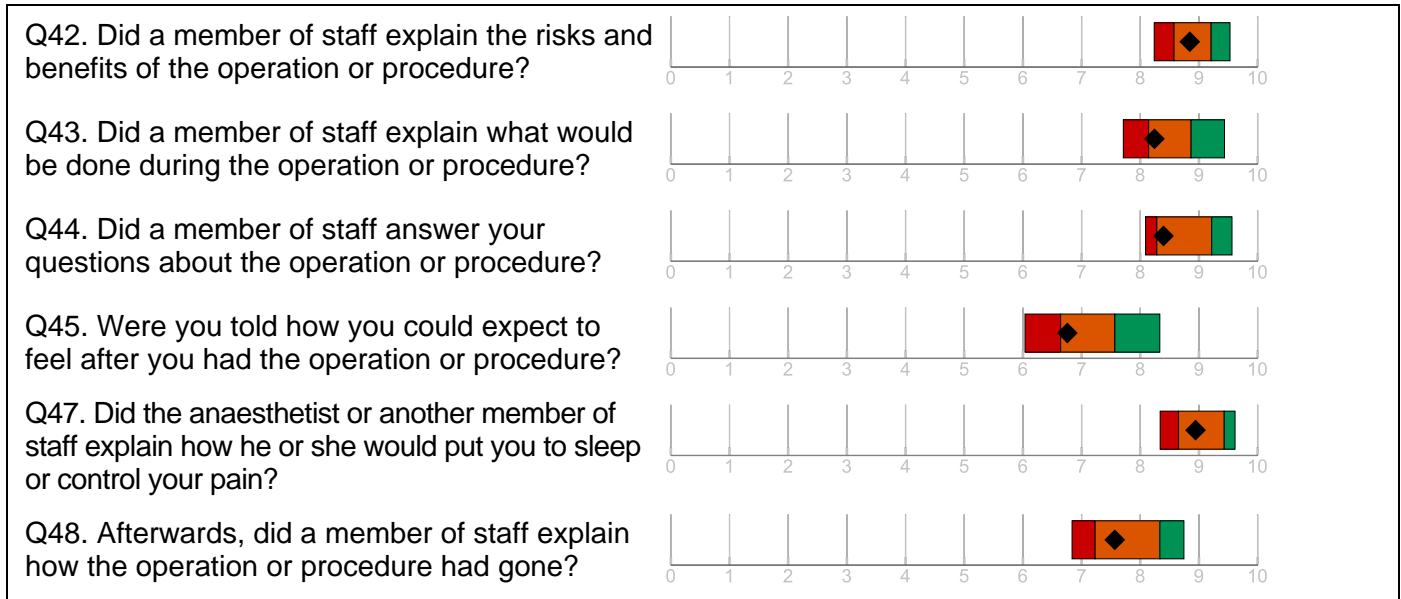 Q42. Did a member of staff explain the risks and
benefits of the operation or procedure?
0 1 2 3 4 5 6 7 8 9 10
Q43. Did a member of staff explain what would
be done during the operation or procedure?
0 1 2 3 4 5 6 7 8 9 10
Q44. Did a member of staff answer your
questions about the operation or procedure?
0 1 2 3 4 5 6 7 8 9 10
Q45. Were you told how you could expect to
feel after you had the operation or procedure?
0 1 2 3 4 5 6 7 8 9 10
Q47. Did the anaesthetist or another member of
staff explain how he or she would put you to sleep
or control your pain?
0 1 2 3 4 5 6 7 8 9 10
Q48. Afterwards, did a member of staff explain
how the operation or procedure had gone?
0 1 2 3 4 5 6 7 8 9 10